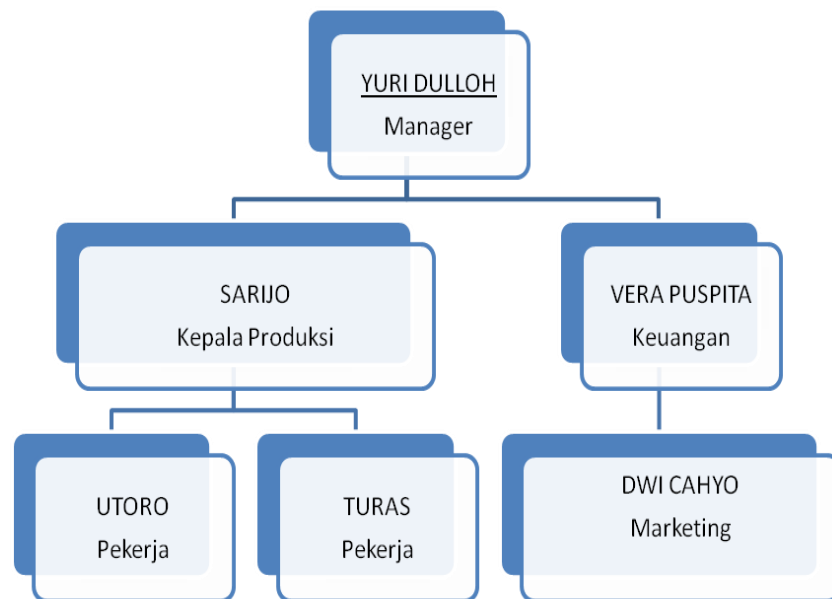 YURI DULLOH
Manager
SARIJO
Kepala Produksi
VERA PUSPITA
Keuangan
UTORO
Pekerja
TURAS
Pekerja
DWI CAHYO
Marketing